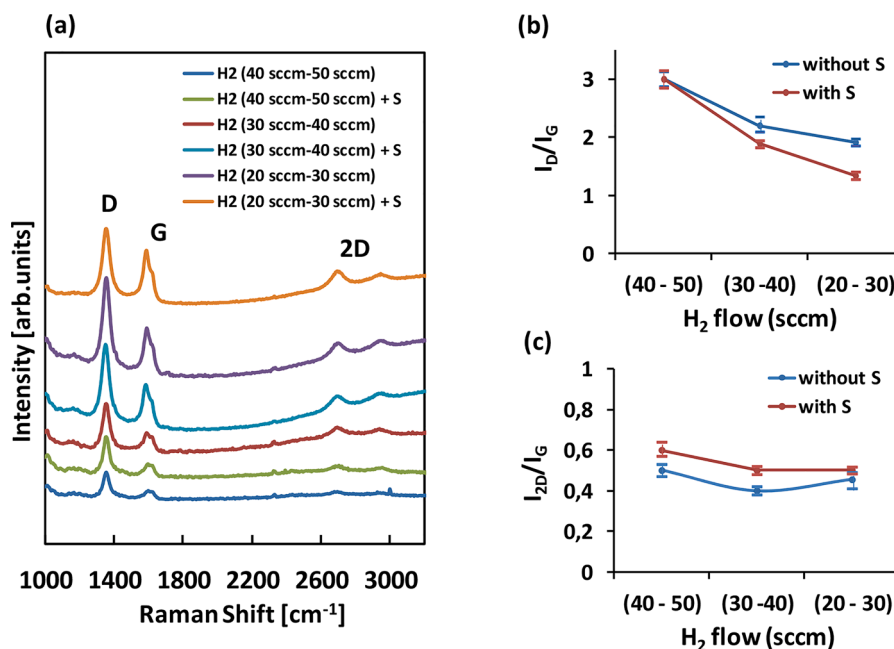 (a)
H2 (40 sccm-50 sccm)
H2 (40 sccm-50 sccm) + S
H2 (30 sccm-40 sccm)
H2 (30 sccm-40 sccm) + S
H2 (20 sccm-30 sccm)
H2 (20 sccm-30 sccm) + S
D
G
2D
Intensity [arb.units]
1000 1400 1800 2200 2600 3000
Raman Shift [cm⁻¹]
(b)
without S
with S
3
2
1
0
I_D/I_G
(40 - 50) (30 -40) (20 - 30)
H₂ flow (sccm)
(c)
without S
with S
1
0,8
0,6
0,4
0,2
0
I_2D/I_G
(40 - 50) (30 -40) (20 - 30)
H₂ flow (sccm)